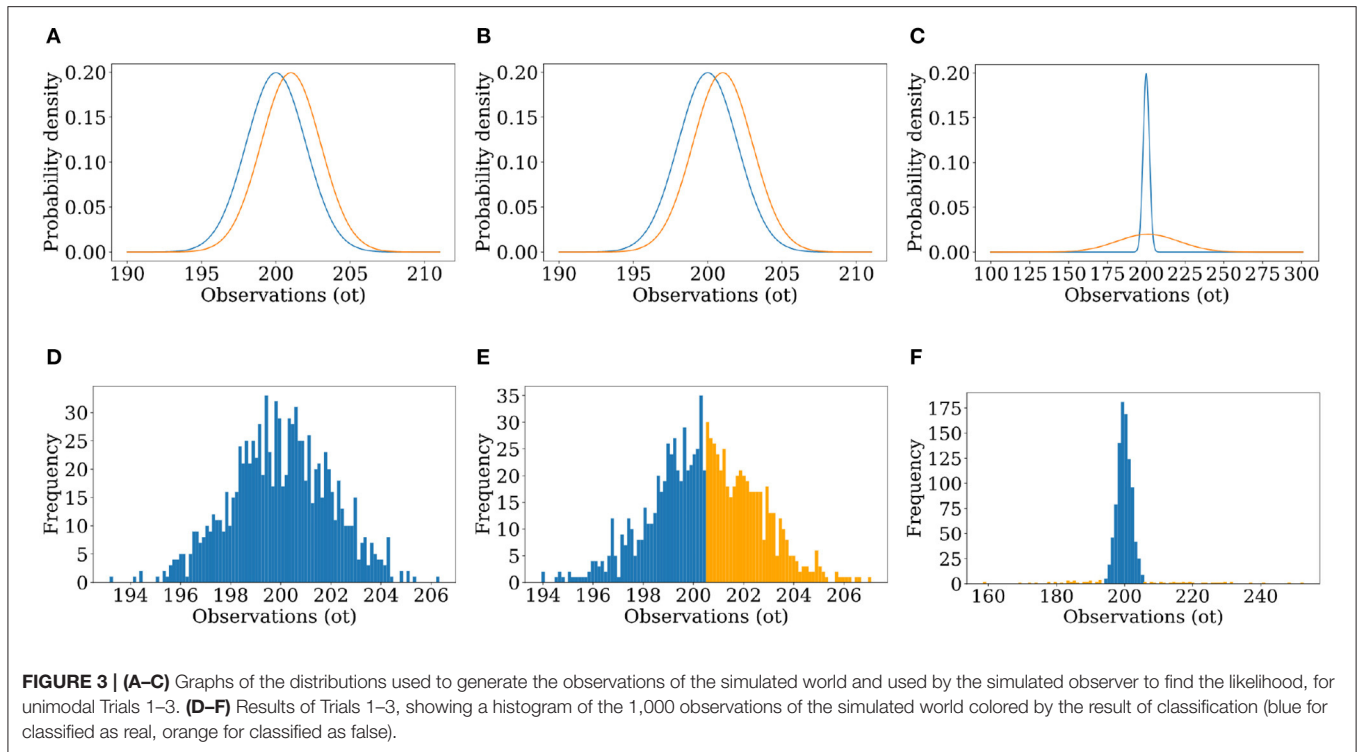 A
B
C
Probability density
0.20
0.15
0.10
0.05
0.00
190 195 200 205 210
Observations (ot)
Probability density
0.20
0.15
0.10
0.05
0.00
190 195 200 205 210
Observations (ot)
Probability density
0.20
0.15
0.10
0.05
0.00
100 125 150 175 200 225 250 275 300
Observations (ot)
D
E
F
Frequency
30
25
20
15
10
5
0
194 196 198 200 202 204 206
Observations (ot)
Frequency
35
30
25
20
15
10
5
0
194 196 198 200 202 204 206
Observations (ot)
Frequency
175
150
125
100
75
50
25
0
160 180 200 220 240
Observations (ot)
FIGURE 3 | (A–C) Graphs of the distributions used to generate the observations of the simulated world and used by the simulated observer to find the likelihood, for
unimodal Trials 1–3. (D–F) Results of Trials 1–3, showing a histogram of the 1,000 observations of the simulated world colored by the result of classification (blue for
classified as real, orange for classified as false).